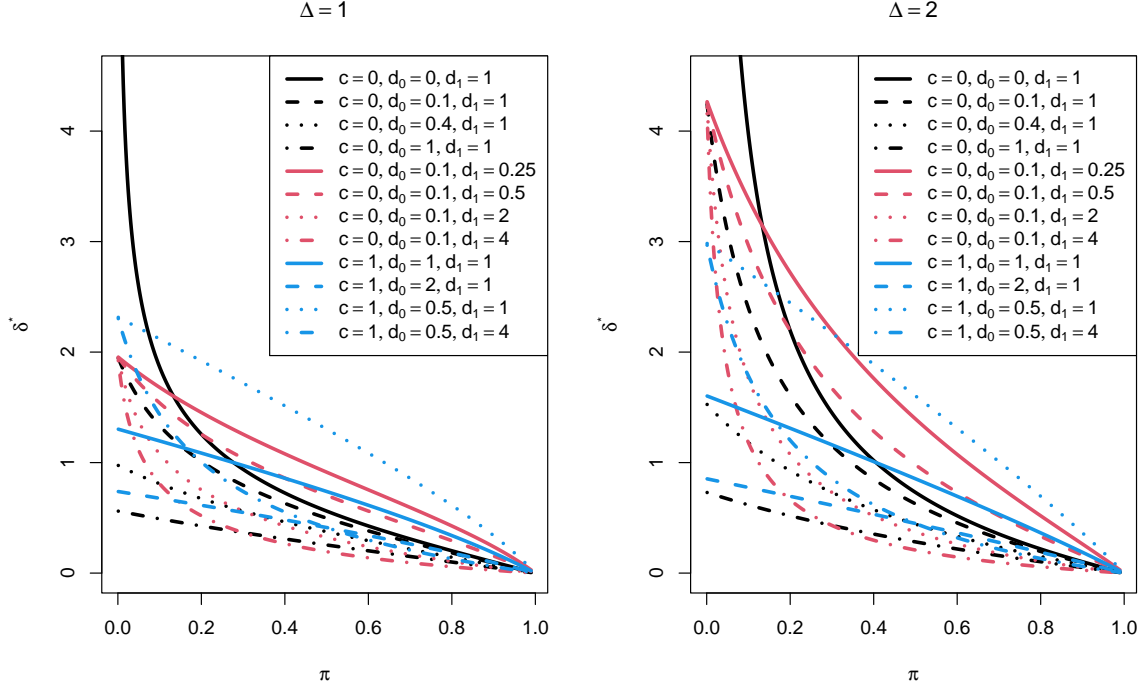 Δ = 1
δ*
4
3
2
1
0
0.0 0.2 0.4 0.6 0.8 1.0
π
c = 0, d₀ = 0, d₁ = 1
c = 0, d₀ = 0.1, d₁ = 1
c = 0, d₀ = 0.4, d₁ = 1
c = 0, d₀ = 1, d₁ = 1
c = 0, d₀ = 0.1, d₁ = 0.25
c = 0, d₀ = 0.1, d₁ = 0.5
c = 0, d₀ = 0.1, d₁ = 2
c = 0, d₀ = 0.1, d₁ = 4
c = 1, d₀ = 1, d₁ = 1
c = 1, d₀ = 2, d₁ = 1
c = 1, d₀ = 0.5, d₁ = 1
c = 1, d₀ = 0.5, d₁ = 4
Δ = 2
δ*
4
3
2
1
0
0.0 0.2 0.4 0.6 0.8 1.0
π
c = 0, d₀ = 0, d₁ = 1
c = 0, d₀ = 0.1, d₁ = 1
c = 0, d₀ = 0.4, d₁ = 1
c = 0, d₀ = 1, d₁ = 1
c = 0, d₀ = 0.1, d₁ = 0.25
c = 0, d₀ = 0.1, d₁ = 0.5
c = 0, d₀ = 0.1, d₁ = 2
c = 0, d₀ = 0.1, d₁ = 4
c = 1, d₀ = 1, d₁ = 1
c = 1, d₀ = 2, d₁ = 1
c = 1, d₀ = 0.5, d₁ = 1
c = 1, d₀ = 0.5, d₁ = 4